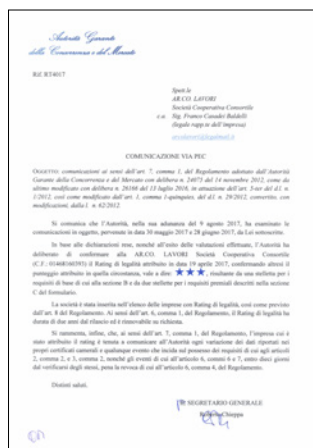 Autorità Garante
della Concorrenza e del Mercato
Rif. RT4017
Spett.le
AR.CO. LAVORI
Società Cooperativa Consortile
c.a. Sig. Franco Casadei Baldelli
(legale rapp.te dell'impresa)
COMUNICAZIONE VIA PEC
OGGETTO: comunicazioni ai sensi dell'art. 7, comma 1, del Regolamento adottato dall'Autorità
Garante della Concorrenza e del Mercato con delibera n. 24075 del 14 novembre 2012, come da
ultimo modificato con delibera n. 26166 del 13 luglio 2016, in attuazione dell'art. 5-ter del d.l. n.
1/2012, così come modificato dall'art. 1, comma 1-quinquies, del d.l. n. 29/2012, convertito, con
modificazioni, dalla l. n. 62/2012.
Si comunica che l'Autorità, nella sua adunanza del 9 agosto 2017, ha esaminato le
comunicazioni in oggetto, pervenute in data 30 maggio 2017 e 28 giugno 2017, da Lei sottoscritte.
In base alle dichiarazioni rese, nonché all'esito delle valutazioni effettuate, l'Autorità ha
deliberato di confermare alla AR.CO. LAVORI Società Cooperativa Consortile
(C.F.: 01468160395) il Rating di legalità attribuito in data 19 aprile 2017, confermando altresì il
punteggio attribuito in quella circostanza, vale a dire: ★★★, risultante da una stelletta per i
requisiti di base di cui alla sezione B e da due stellette per i requisiti premiali descritti nella sezione
C del formulario.
La società è stata inserita nell'elenco delle imprese con Rating di legalità, così come previsto
dall'art. 8 del Regolamento. Ai sensi dell'art. 6, comma 1, del Regolamento, il Rating di legalità ha
durata di due anni dal rilascio ed è rinnovabile su richiesta.
Si rammenta, infine, che, ai sensi dell'art. 7, comma 1, del Regolamento, l'impresa cui è
stato attribuito il rating è tenuta a comunicare all'Autorità ogni variazione dei dati riportati nei
propri certificati camerali e qualunque evento che incida sul possesso dei requisiti di cui agli articoli
2, comma 2, e 3, comma 2, nonché gli eventi di cui all'articolo 6, commi 6 e 7, entro dieci giorni
dal verificarsi degli stessi, pena la revoca di cui all'articolo 6, comma 4, del Regolamento.
Distinti saluti.
IL SEGRETARIO GENERALE
Roberto Chieppa